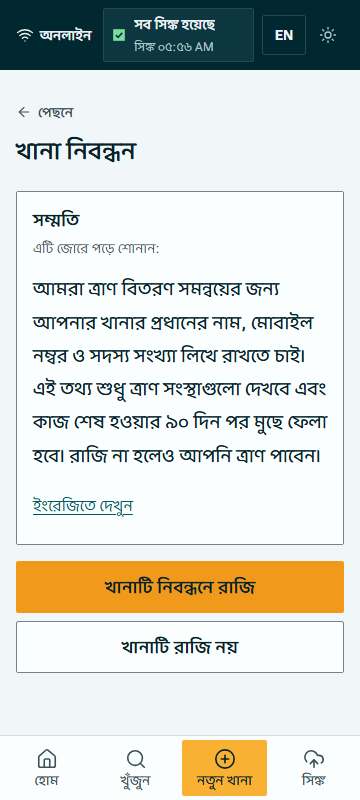 অনলাইন
সব সিঙ্ক হয়েছে
সিঙ্ক ০৫:৫৬ AM
EN
পেছনে
খানা নিবন্ধন
সম্মতি
এটি জোরে পড়ে শোনান:
আমরা ত্রাণ বিতরণ সমন্বয়ের জন্য
আপনার খানার প্রধানের নাম, মোবাইল
নম্বর ও সদস্য সংখ্যা লিখে রাখতে চাই।
এই তথ্য শুধু ত্রাণ সংস্থাগুলো দেখবে এবং
কাজ শেষ হওয়ার ৯০ দিন পর মুছে ফেলা
হবে। রাজি না হলেও আপনি ত্রাণ পাবেন।
ইংরেজিতে দেখুন
খানাটি নিবন্ধনে রাজি
খানাটি রাজি নয়
হোম
খুঁজুন
নতুন খানা
সিঙ্ক